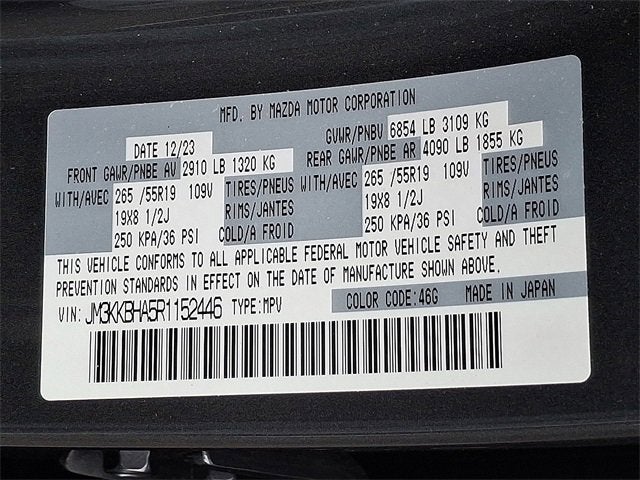 MFD. BY MAZDA MOTOR CORPORATION
DATE 12/23 GVWR/PNBV 6854 LB 3109 KG
FRONT GAWR/PNBE AV 2910 LB 1320 KG REAR GAWR/PNBE AR 4090 LB 1855 KG
WITH/AVEC 265 /55R19 109V TIRES/PNEUS WITH/AVEC 265 /55R19 109V TIRES/PNEUS
19X8 1/2J RIMS/JANTES 19X8 1/2J RIMS/JANTES
250 KPA/36 PSI COLD/A FROID 250 KPA/36 PSI COLD/A FROID
THIS VEHICLE CONFORMS TO ALL APPLICABLE FEDERAL MOTOR VEHICLE SAFETY AND THEFT
PREVENTION STANDARDS IN EFFECT ON THE DATE OF MANUFACTURE SHOWN ABOVE.
VIN: JM3KKBHA5R1152446 TYPE:MPV COLOR CODE:46G MADE IN JAPAN